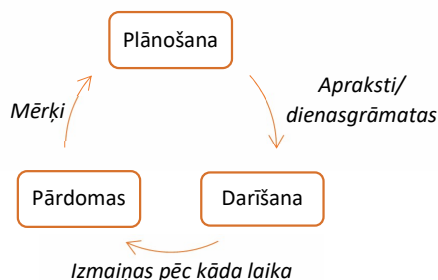 Plānošana
Apraksti/
dienasgrāmatas
Mērķi
Pārdomas
Darīšana
Izmaiņas pēc kāda laika